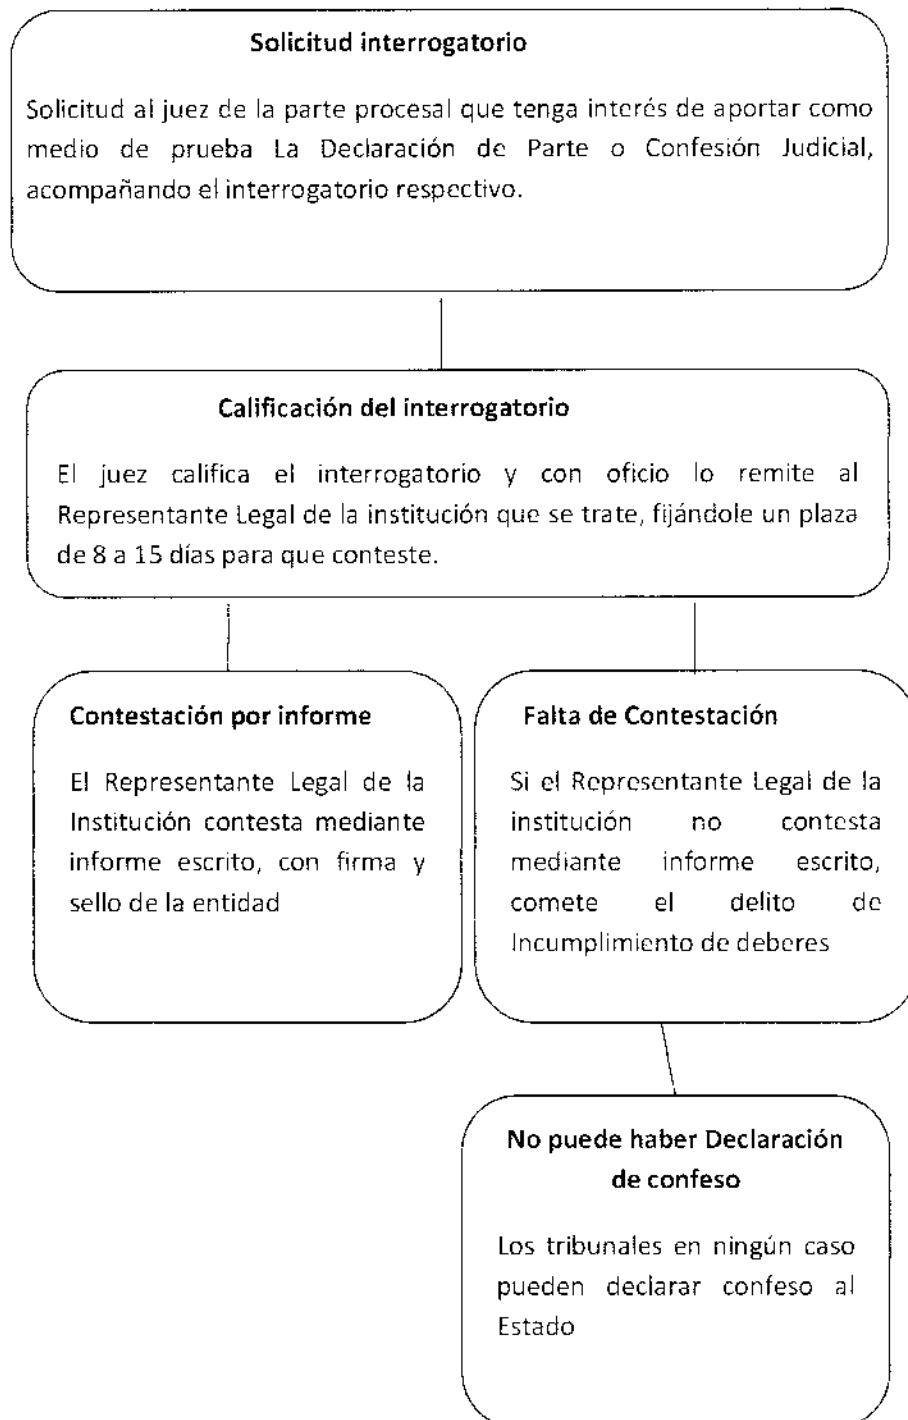 Solicitud interrogatorio
Solicitud al juez de la parte procesal que tenga interés de aportar como
medio de prueba La Declaración de Parte o Confesión Judicial,
acompañando el interrogatorio respectivo.
Calificación del interrogatorio
El juez califica el interrogatorio y con oficio lo remite al
Representante Legal de la institución que se trate, fijándole un plaza
de 8 a 15 días para que conteste.
Contestación por informe
El Representante Legal de la
Institución contesta mediante
informe escrito, con firma y
sello de la entidad
Falta de Contestación
Si el Representante Legal de la
institución no contesta
mediante informe escrito,
comete el delito de
Incumplimiento de deberes
No puede haber Declaración
de confeso
Los tribunales en ningún caso
pueden declarar confeso al
Estado